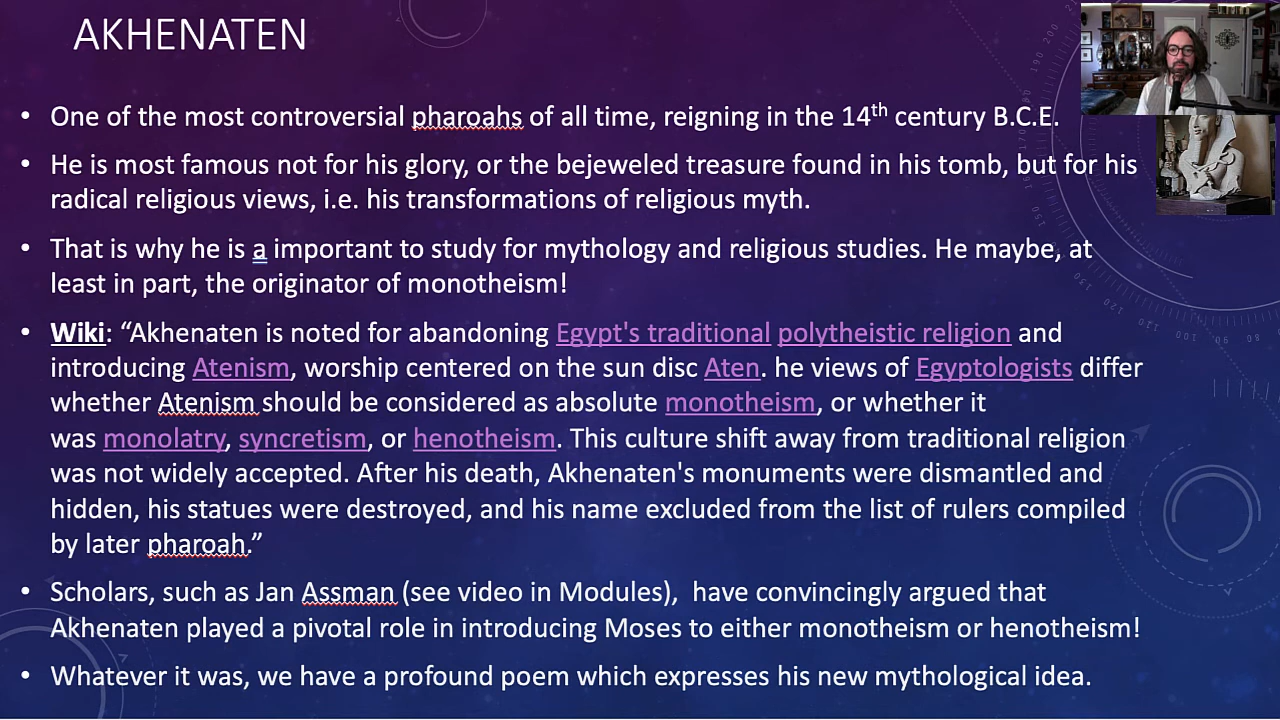 AKHENATEN
• One of the most controversial pharoahs of all time, reigning in the 14th century B.C.E.
• He is most famous not for his glory, or the bejeweled treasure found in his tomb, but for his
radical religious views, i.e. his transformations of religious myth.
• That is why he is a important to study for mythology and religious studies. He maybe, at
least in part, the originator of monotheism!
• Wiki: “Akhenaten is noted for abandoning Egypt's traditional polytheistic religion and
introducing Atenism, worship centered on the sun disc Aten. he views of Egyptologists differ
whether Atenism should be considered as absolute monotheism, or whether it
was monolatry, syncretism, or henotheism. This culture shift away from traditional religion
was not widely accepted. After his death, Akhenaten's monuments were dismantled and
hidden, his statues were destroyed, and his name excluded from the list of rulers compiled
by later pharoah.”
• Scholars, such as Jan Assman (see video in Modules),  have convincingly argued that
Akhenaten played a pivotal role in introducing Moses to either monotheism or henotheism!
• Whatever it was, we have a profound poem which expresses his new mythological idea.